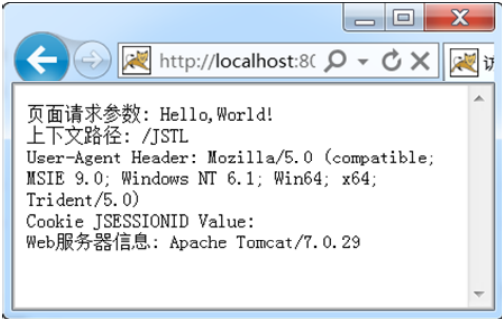 http://localhost:80
页面请求参数: Hello,World!
上下文路径: /JSTL
User-Agent Header: Mozilla/5.0 (compatible;
MSIE 9.0; Windows NT 6.1; Win64; x64;
Trident/5.0)
Cookie JSESSIONID Value:
Web服务器信息: Apache Tomcat/7.0.29